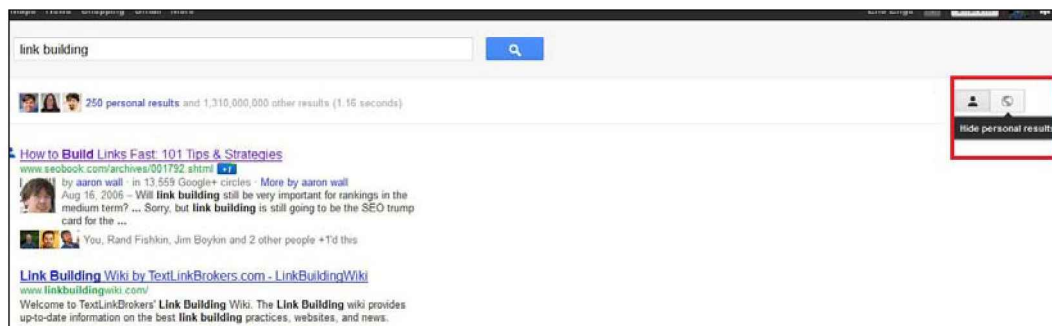 Maps News Shopping Gmail More
link building
250 personal results and 1,310,000,000 other results (1.16 seconds)
Hide personal results
How to Build Links Fast: 101 Tips & Strategies
www.seobook.com/archives/001792.shtml +1
by aaron wall - in 13,559 Google+ circles - More by aaron wall
Aug 16, 2006 – Will link building still be very important for rankings in the
medium term? ... Sorry, but link building is still going to be the SEO trump
card for the ...
You, Rand Fishkin, Jim Boykin and 2 other people +1'd this
Link Building Wiki by TextLinkBrokers.com - LinkBuildingWiki
www.linkbuildingwiki.com/
Welcome to TextLinkBrokers' Link Building Wiki. The Link Building wiki provides
up-to-date information on the best link building practices, websites, and news.